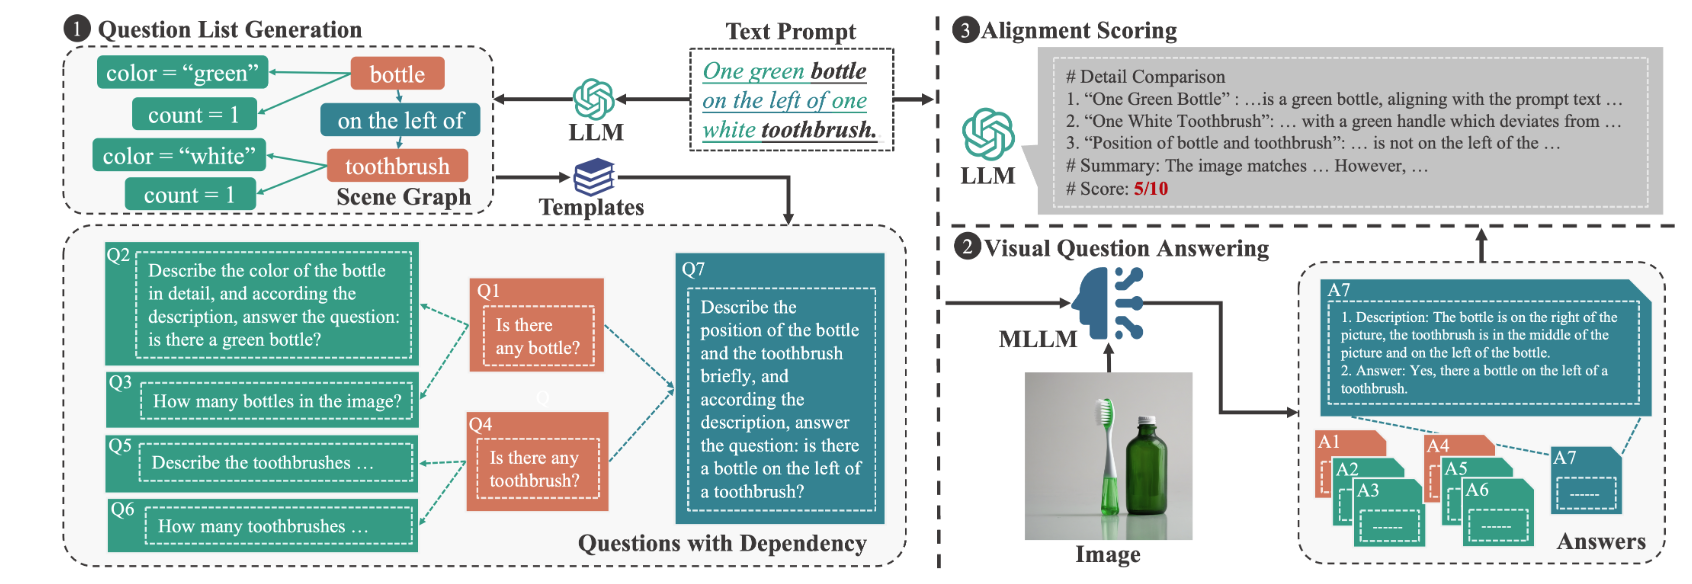 1 Question List Generation
color = “green”
bottle
count = 1
on the left of
color = “white”
toothbrush
count = 1
Scene Graph
LLM
Templates
Text Prompt
One green bottle
on the left of one
white toothbrush.
Q2
Describe the color of the bottle
in detail, and according the
description, answer the question:
is there a green bottle?
Q3
How many bottles in the image?
Q5
Describe the toothbrushes …
Q6
How many toothbrushes …
Q1
Is there
any bottle?
Q
Q4
Is there any
toothbrush?
Q7
Describe the
position of the bottle
and the toothbrush
briefly, and
according the
description, answer
the question: is there
a bottle on the left of
a toothbrush?
Questions with Dependency
3 Alignment Scoring
LLM
# Detail Comparison
1. “One Green Bottle” : …is a green bottle, aligning with the prompt text …
2. “One White Toothbrush”: … with a green handle which deviates from …
3. “Position of bottle and toothbrush”: … is not on the left of the …
# Summary: The image matches … However, …
# Score: 5/10
2 Visual Question Answering
MLLM
Image
A7
1. Description: The bottle is on the right of the
picture, the toothbrush is in the middle of the
picture and on the left of the bottle.
2. Answer: Yes, there a bottle on the left of a
toothbrush.
A1
A2
A3
------
A4
A5
A6
------
A7
------
Answers